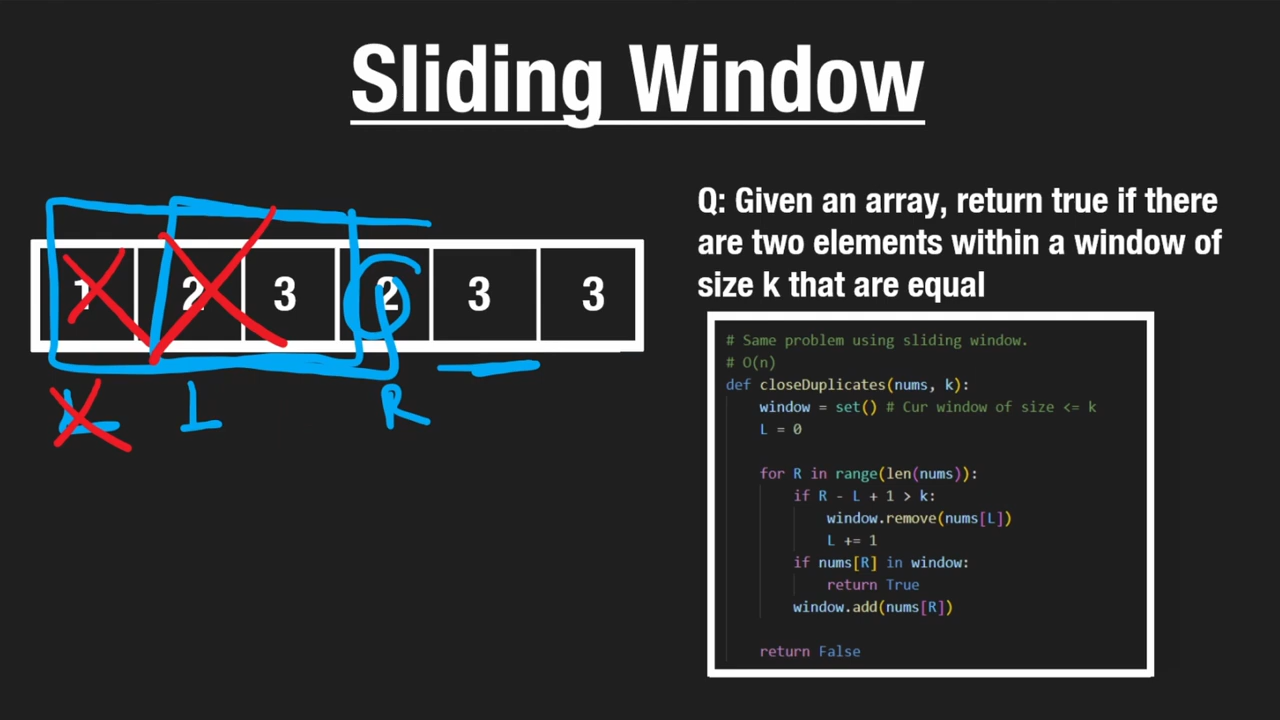 Sliding Window
1 2 3 2 3 3
L L R
Q: Given an array, return true if there
are two elements within a window of
size k that are equal
# Same problem using sliding window.
# O(n)
def closeDuplicates(nums, k):
window = set() # Cur window of size <= k
L = 0
for R in range(len(nums)):
if R - L + 1 > k:
window.remove(nums[L])
L += 1
if nums[R] in window:
return True
window.add(nums[R])
return False